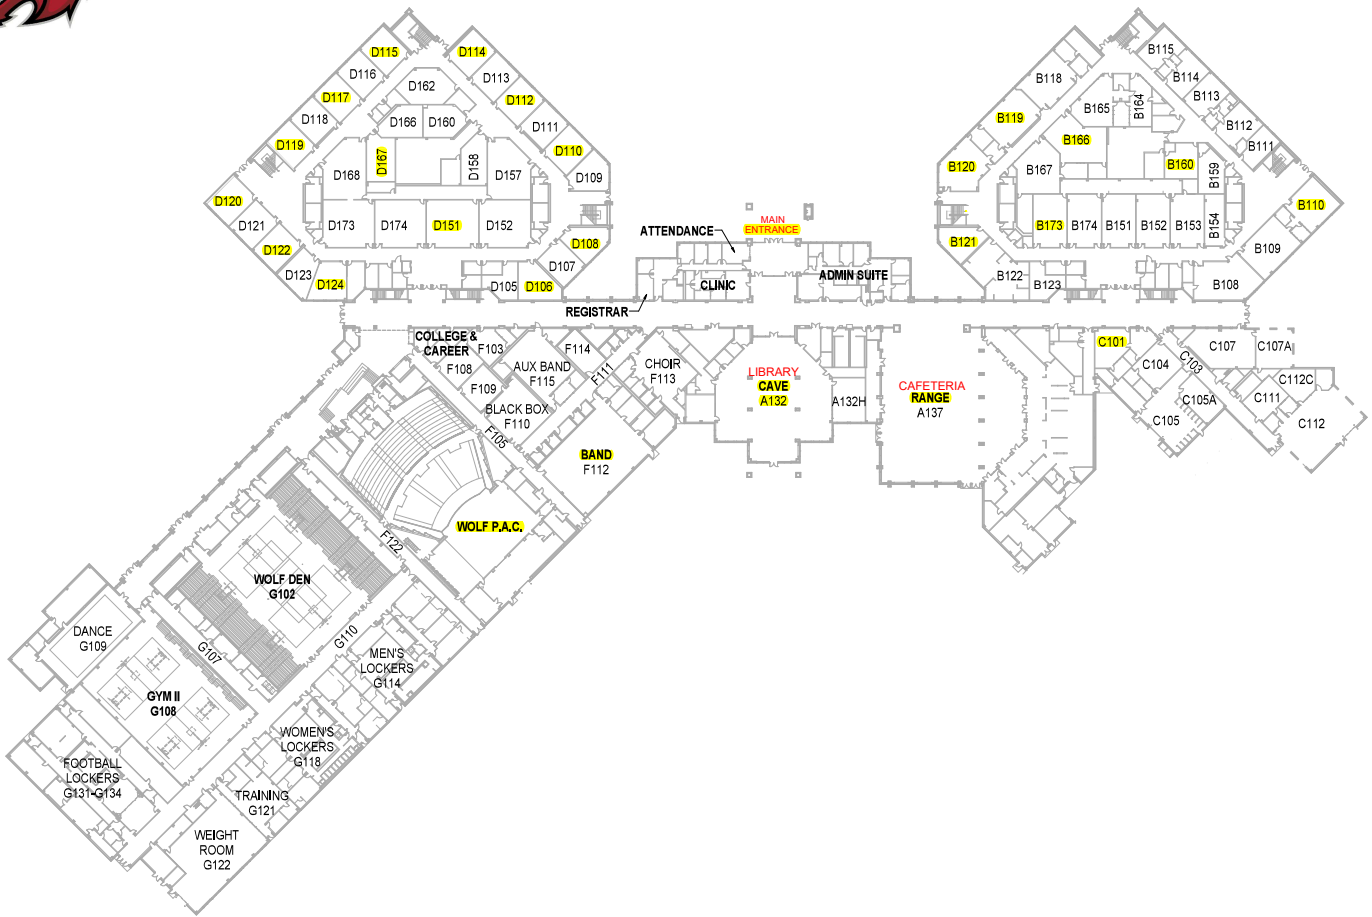 D115
D114
D116
D113
D117
D162
D112
D118
D166
D160
D111
D119
D167
D158
D110
D168
D157
D109
D120
D121
D173
D174
D151
D152
D108
D122
D107
D123
D124
D105
D106
B115
B118
B114
B165
B164
B113
B119
B112
B166
B111
B120
B167
B160
B159
B110
B121
B173
B174
B151
B152
B153
B154
B109
B122
B123
B108
MAIN
ENTRANCE
ATTENDANCE
CLINIC
ADMIN SUITE
REGISTRAR
COLLEGE &
CAREER
F103
F108
F109
F114
AUX BAND
F115
F111
CHOIR
F113
BLACK BOX
F110
F105
BAND
F112
LIBRARY
CAVE
A132
A132H
CAFETERIA
RANGE
A137
C101
C104
C103
C107
C107A
C105
C105A
C111
C112C
C112
WOLF P.A.C.
F122
WOLF DEN
G102
DANCE
G109
G107
G110
MEN'S
LOCKERS
G114
GYM II
G108
WOMEN'S
LOCKERS
G118
FOOTBALL
LOCKERS
G131-G134
TRAINING
G121
WEIGHT
ROOM
G122